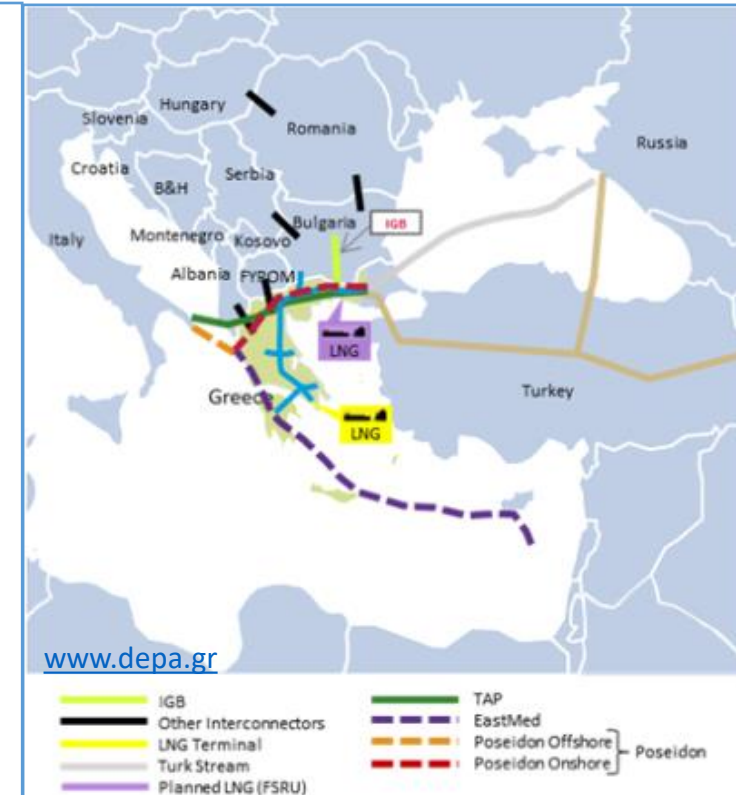 Hungary
Slovenia
Romania
Russia
Croatia
Serbia
B&H
Bulgaria
IGB
Italy
Montenegro
Kosovo
Albania
FYROM
LNG
Turkey
Greece
LNG
www.depa.gr
IGB
Other Interconnectors
LNG Terminal
Turk Stream
Planned LNG (FSRU)
TAP
EastMed
Poseidon Offshore
Poseidon Onshore
Poseidon